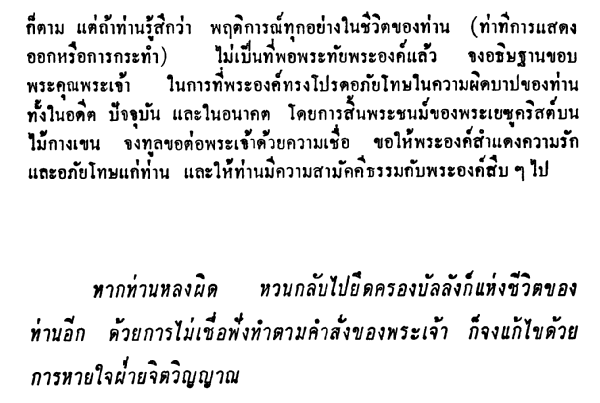 ก็ตาม แต่ถ้าท่านรู้สึกว่า พฤติการณ์ทุกอย่างในชีวิตของท่าน (ท่าทีการแสดง
ออกหรือการกระทำ) ไม่เป็นที่พอพระทัยพระองค์แล้ว จงอธิษฐานขอบ
พระคุณพระเจ้า ในการที่พระองค์ทรงโปรดอภัยโทษในความผิดบาปของท่าน
ทั้งในอดีต ปัจจุบัน และในอนาคต โดยการสิ้นพระชนม์ของพระเยซูคริสต์บน
ไม้กางเขน จงทูลขอต่อพระเจ้าด้วยความเชื่อ ขอให้พระองค์สำแดงความรัก
และอภัยโทษแก่ท่าน และให้ท่านมีความสามัคคีธรรมกับพระองค์สืบ ๆ ไป
หากท่านหลงผิด หวนกลับไปยึดครองบัลลังก์แห่งชีวิตของ
ท่านอีก ด้วยการไม่เชื่อฟังทำตามคำสั่งของพระเจ้า ก็จงแก้ไขด้วย
การหายใจฝ่ายจิตวิญญาณ